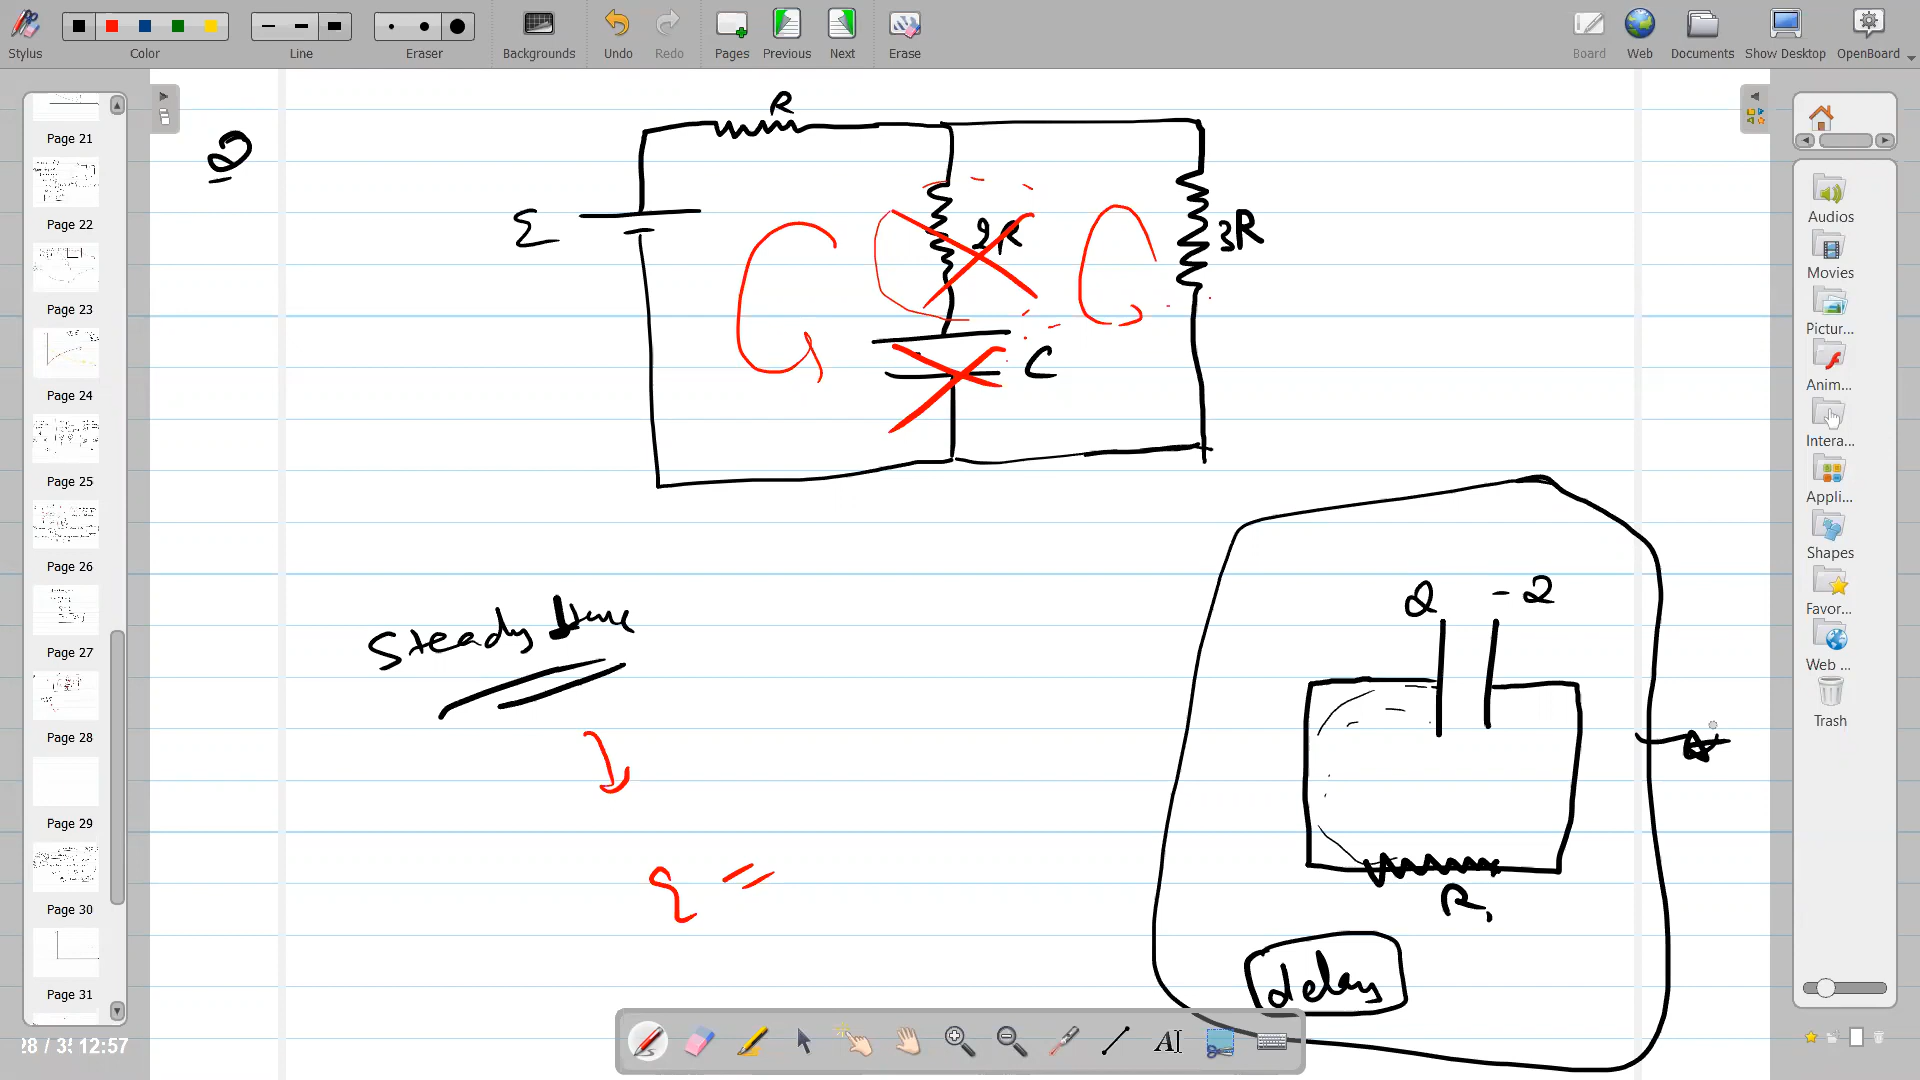 Stylus
Color
Line
Eraser
Backgrounds
Undo
Redo
Pages
Previous
Next
Erase
Board
Web
Documents
Show Desktop
OpenBoard
Page 21
Page 22
Page 23
Page 24
Page 25
Page 26
Page 27
Page 28
Page 29
Page 30
Page 31
12:57
R
Σ
2R
3R
C
Steady
Q -Q
q =
R
delay
Audios
Movies
Pictur...
Anim...
Intera...
Appli...
Shapes
Favor...
Web ...
Trash